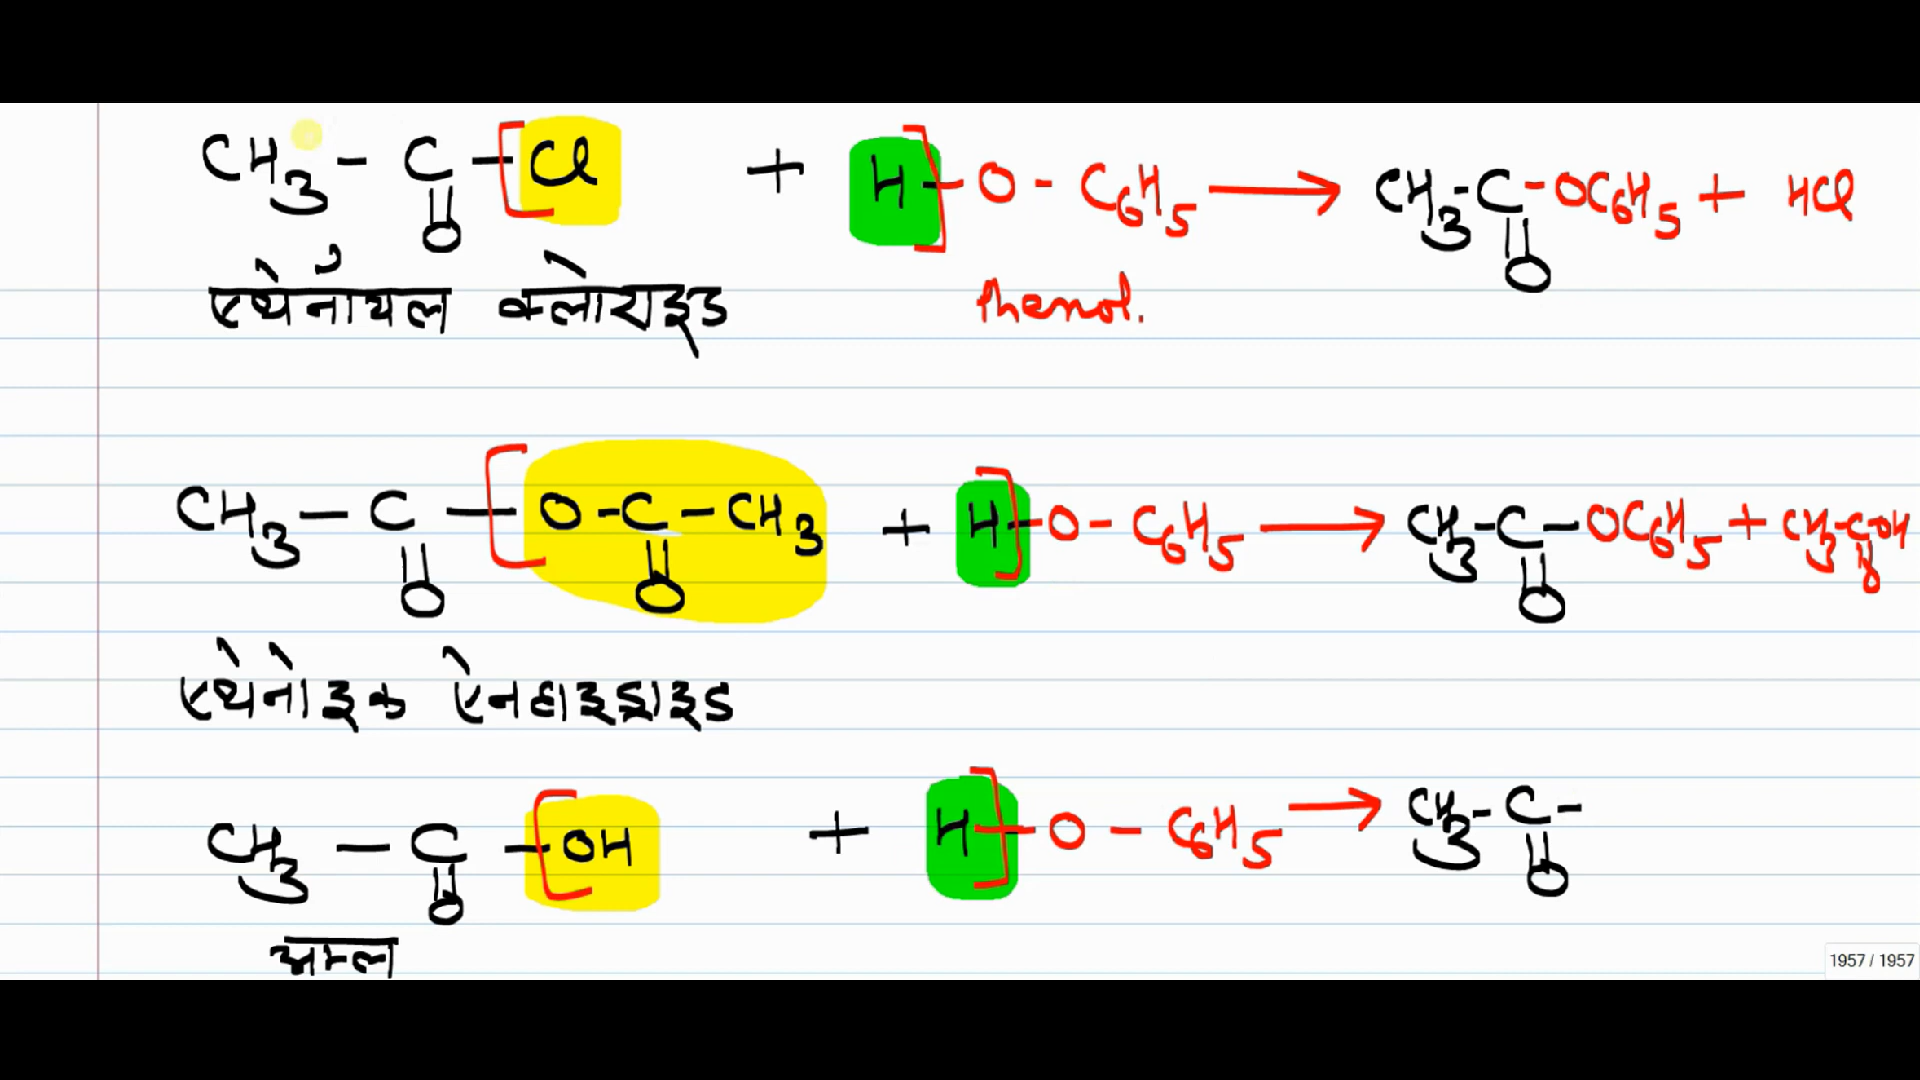 CH3 - C - Cl + H - O - C6H5 → CH3 - C - OC6H5 + HCl
O O
एथेनॉयल क्लोराइड Phenol.
CH3 - C - O - C - CH3 + H - O - C6H5 → CH3 - C - OC6H5 + CH3-C-OH
O O O O
एथेनोइक ऐनहाइड्राइड
CH3 - C - OH + H - O - C6H5 → CH3 - C -
O O
अम्ल
1957 / 1957